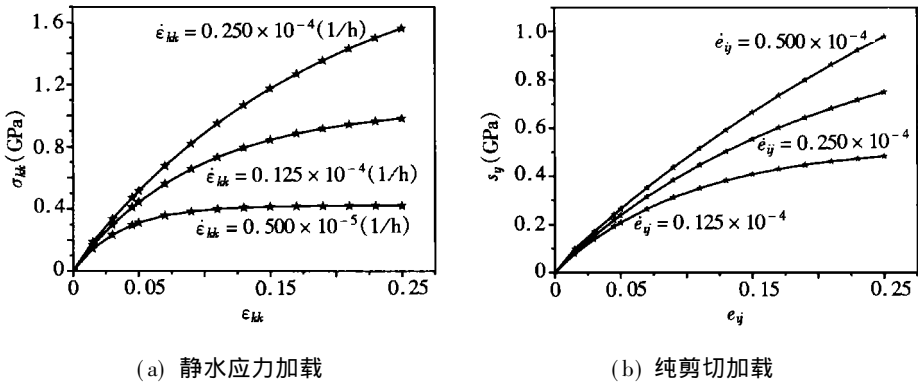 1.6
1.2
0.8
0.4
0
0.05
0.15
0.25
σkk(GPa)
εkk
ε̇kk = 0.250 × 10⁻⁴(1/h)
ε̇kk = 0.125 × 10⁻⁴(1/h)
ε̇kk = 0.500 × 10⁻⁵(1/h)
(a) 静水应力加载
1.0
0.8
0.6
0.4
0.2
0
0.05
0.15
0.25
sij(GPa)
eij
ėij = 0.500 × 10⁻⁴
ėij = 0.250 × 10⁻⁴
ėij = 0.125 × 10⁻⁴
(b) 纯剪切加载